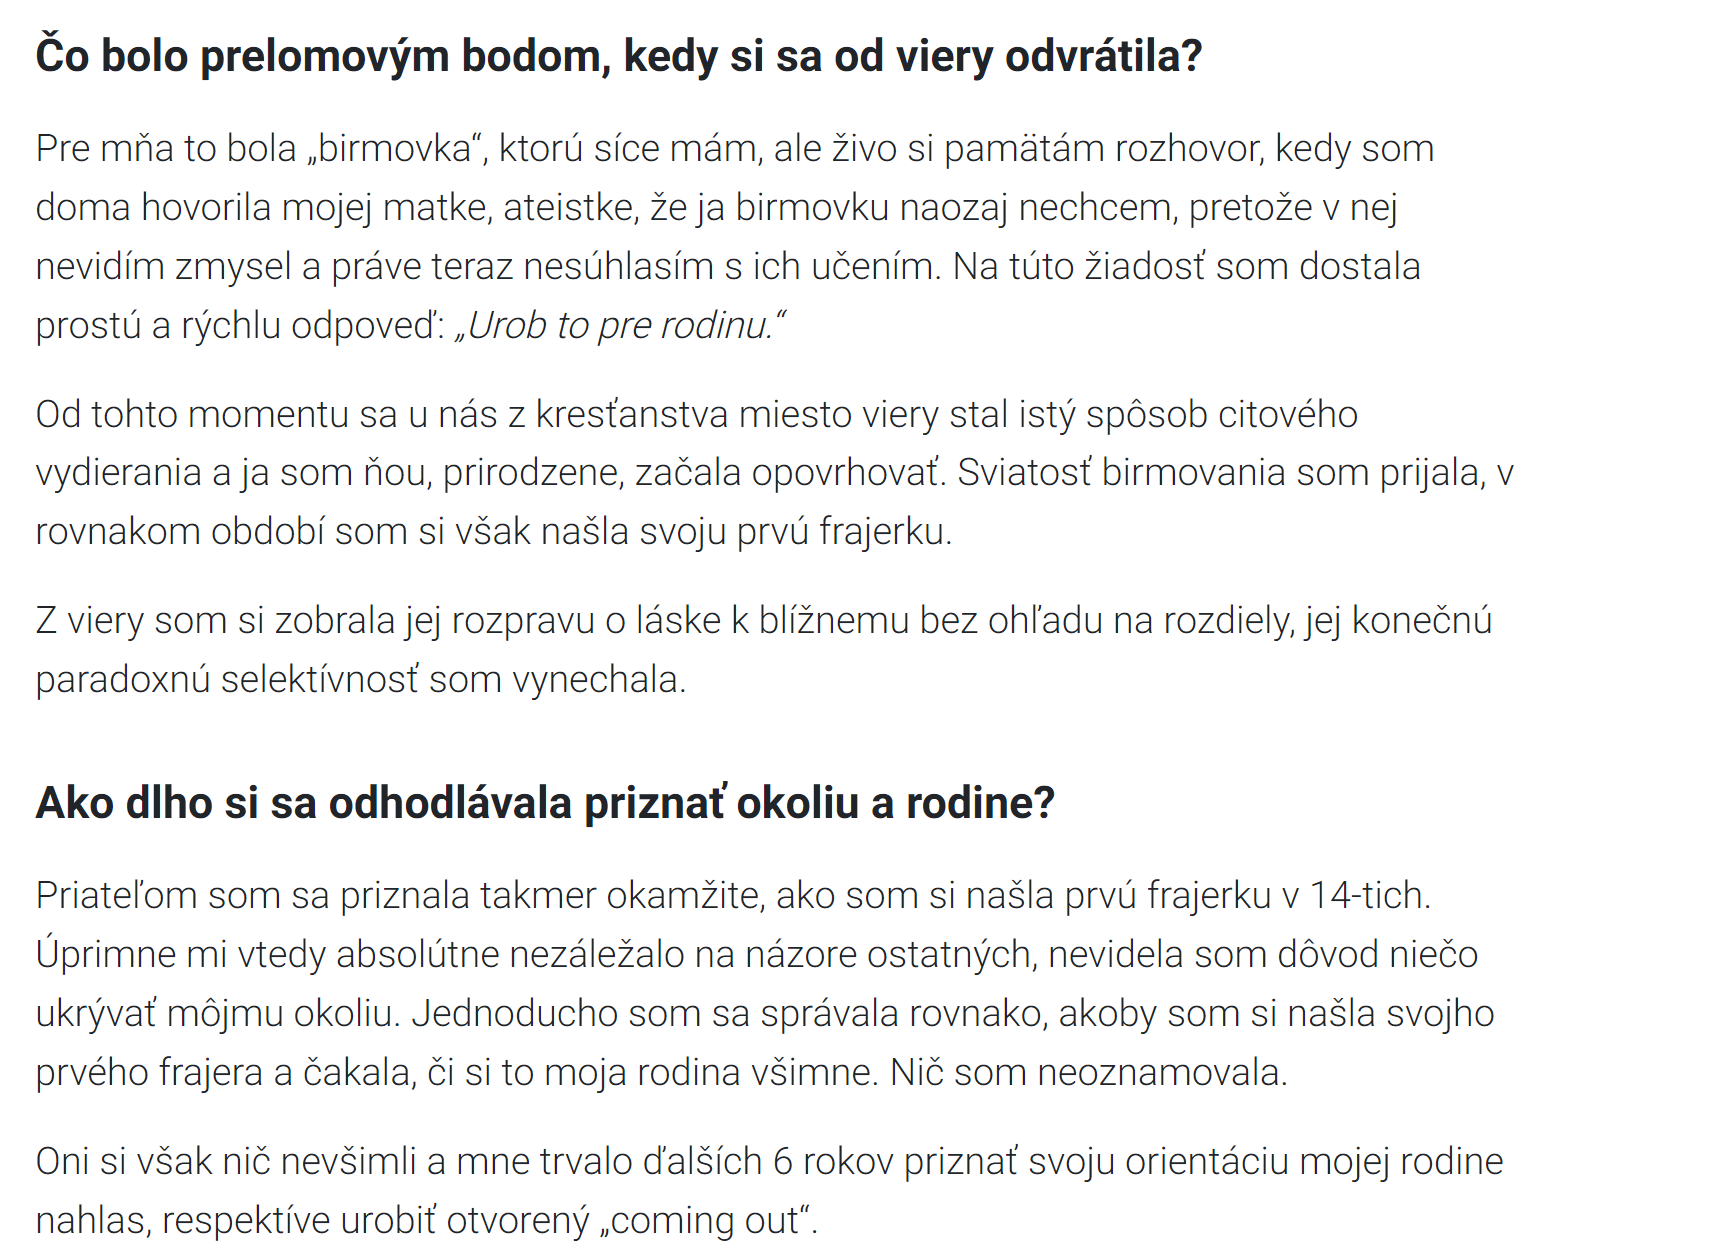 Čo bolo prelomovým bodom, kedy si sa od viery odvrátila?
Pre mňa to bola „birmovka“, ktorú síce mám, ale živo si pamätám rozhovor, kedy som
doma hovorila mojej matke, ateistke, že ja birmovku naozaj nechcem, pretože v nej
nevidím zmysel a práve teraz nesúhlasím s ich učením. Na túto žiadosť som dostala
prostú a rýchlu odpoveď: „Urob to pre rodinu.“
Od tohto momentu sa u nás z kresťanstva miesto viery stal istý spôsob citového
vydierania a ja som ňou, prirodzene, začala opovrhovať. Sviatosť birmovania som prijala, v
rovnakom období som si však našla svoju prvú frajerku.
Z viery som si zobrala jej rozpravu o láske k blížnemu bez ohľadu na rozdiely, jej konečnú
paradoxnú selektívnosť som vynechala.
Ako dlho si sa odhodlávala priznať okoliu a rodine?
Priateľom som sa priznala takmer okamžite, ako som si našla prvú frajerku v 14-tich.
Úprimne mi vtedy absolútne nezáležalo na názore ostatných, nevidela som dôvod niečo
ukrývať môjmu okoliu. Jednoducho som sa správala rovnako, akoby som si našla svojho
prvého frajera a čakala, či si to moja rodina všimne. Nič som neoznamovala.
Oni si však nič nevšimli a mne trvalo ďalších 6 rokov priznať svoju orientáciu mojej rodine
nahlas, respektíve urobiť otvorený „coming out“.